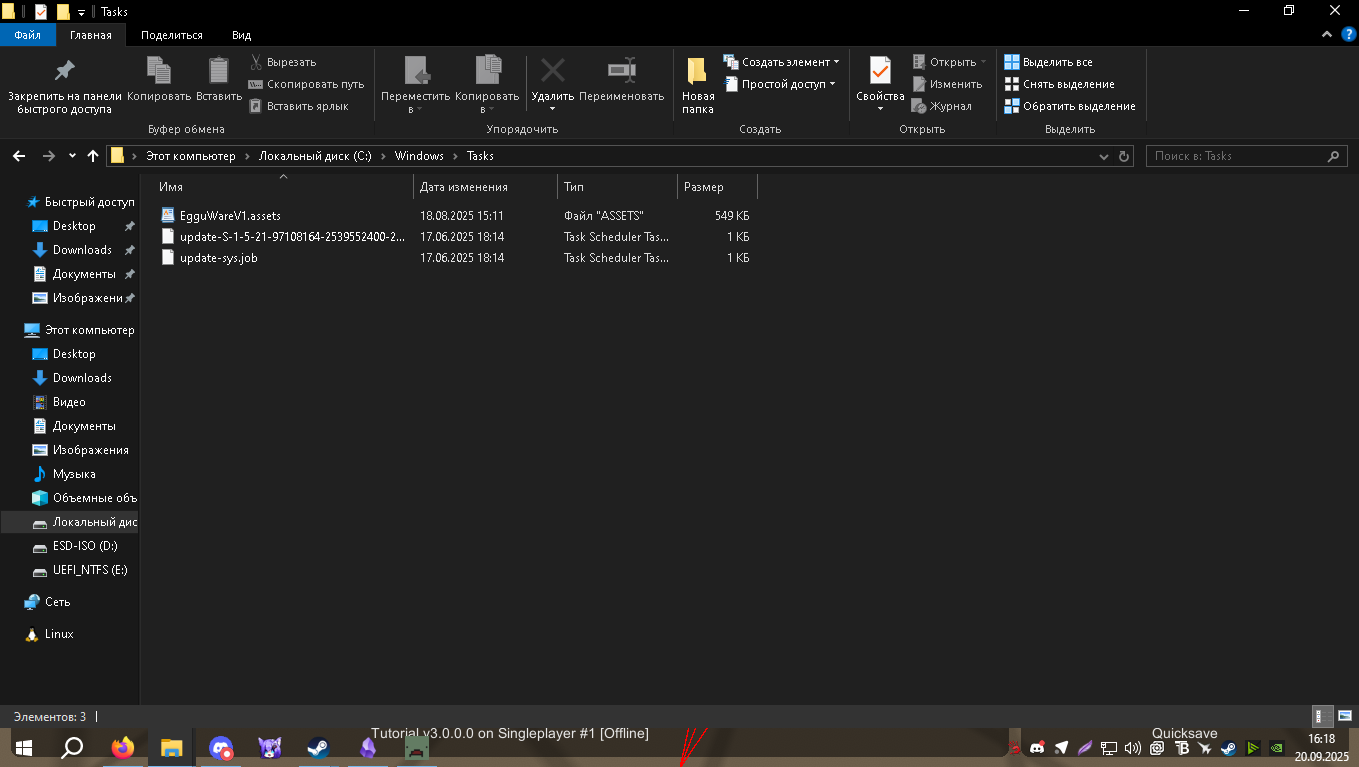 Tasks
Файл Главная Поделиться Вид
Закрепить на панели быстрого доступа
Копировать
Вставить
Вырезать
Скопировать путь
Вставить ярлык
Буфер обмена
Переместить в
Копировать в
Удалить
Переименовать
Упорядочить
Новая папка
Создать элемент
Простой доступ
Создать
Свойства
Открыть
Изменить
Журнал
Открыть
Выделить все
Снять выделение
Обратить выделение
Выделить
Этот компьютер > Локальный диск (C:) > Windows > Tasks
Поиск в: Tasks
Имя Дата изменения Тип Размер
EgguWareV1.assets 18.08.2025 15:11 Файл "ASSETS" 549 КБ
update-S-1-5-21-97108164-2539552400-2... 17.06.2025 18:14 Task Scheduler Tas... 1 КБ
update-sys.job 17.06.2025 18:14 Task Scheduler Tas... 1 КБ
Быстрый доступ
Desktop
Downloads
Документы
Изображени
Этот компьютер
Desktop
Downloads
Видео
Документы
Изображения
Музыка
Объемные объ
Локальный дис
ESD-ISO (D:)
UEFI_NTFS (E:)
Сеть
Linux
Элементов: 3
Tutorial v3.0.0.0 on Singleplayer #1 [Offline]
Quicksave
16:18
20.09.2025